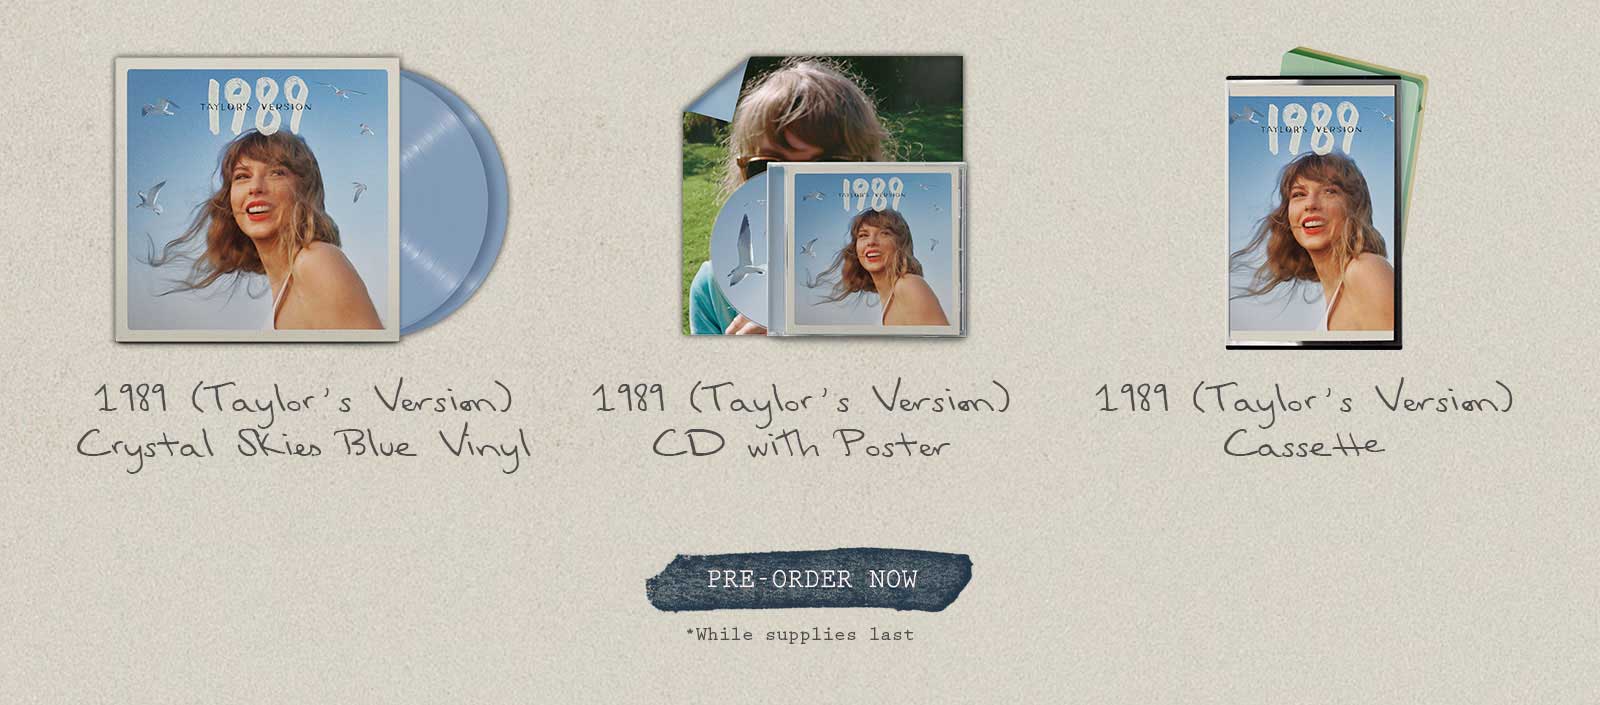 1989
TAYLOR'S VERSION
1989
TAYLOR'S VERSION
1989
TAYLOR'S VERSION
1989 (Taylor's Version)
Crystal Skies Blue Vinyl
1989 (Taylor's Version)
CD with Poster
1989 (Taylor's Version)
Cassette
PRE-ORDER NOW
*While supplies last